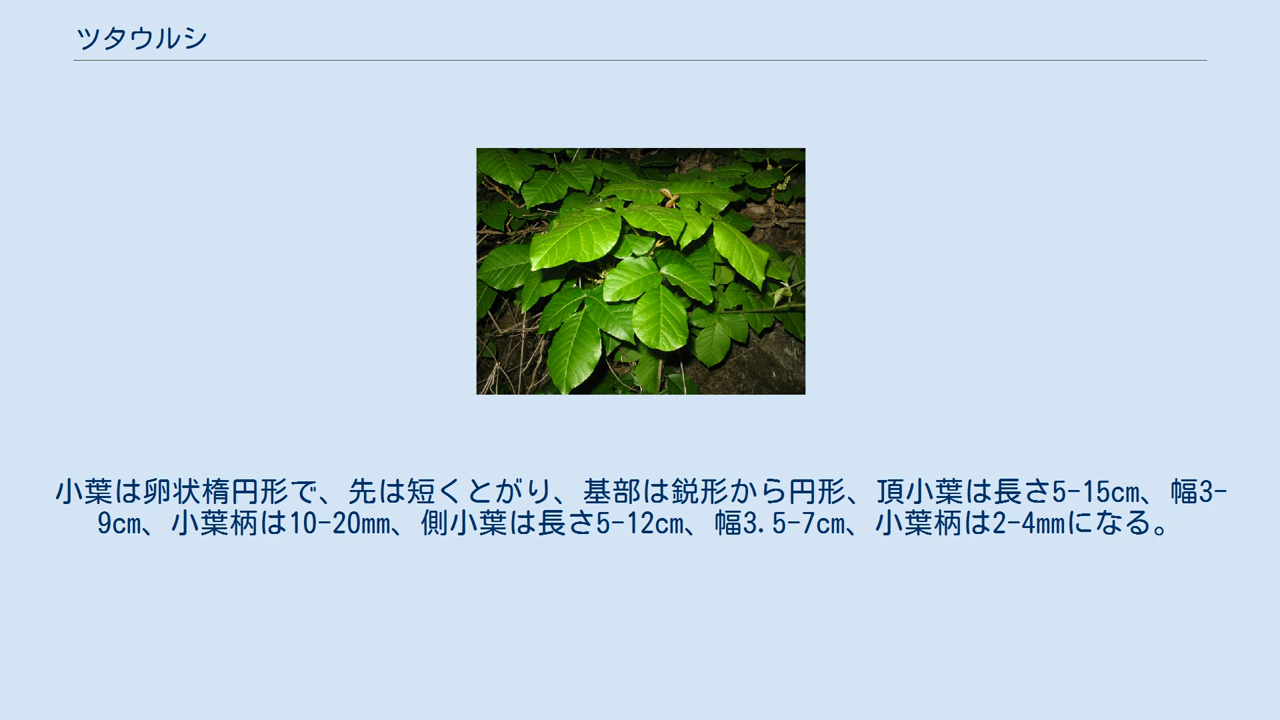 ツタウルシ
小葉は卵状楕円形で、先は短くとがり、基部は鋭形から円形、頂小葉は長さ5-15cm、幅3-
9cm、小葉柄は10-20mm、側小葉は長さ5-12cm、幅3.5-7cm、小葉柄は2-4mmになる。